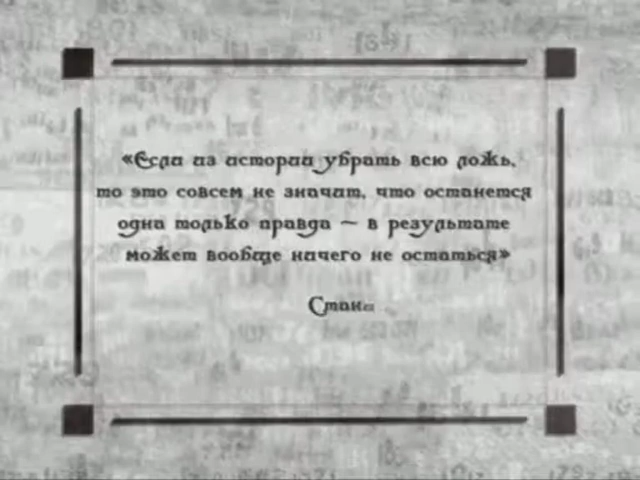 «Если из истории убрать всю ложь,
то это совсем не значит, что останется
одна только правда – в результате
может вообще ничего не остаться»
Стани